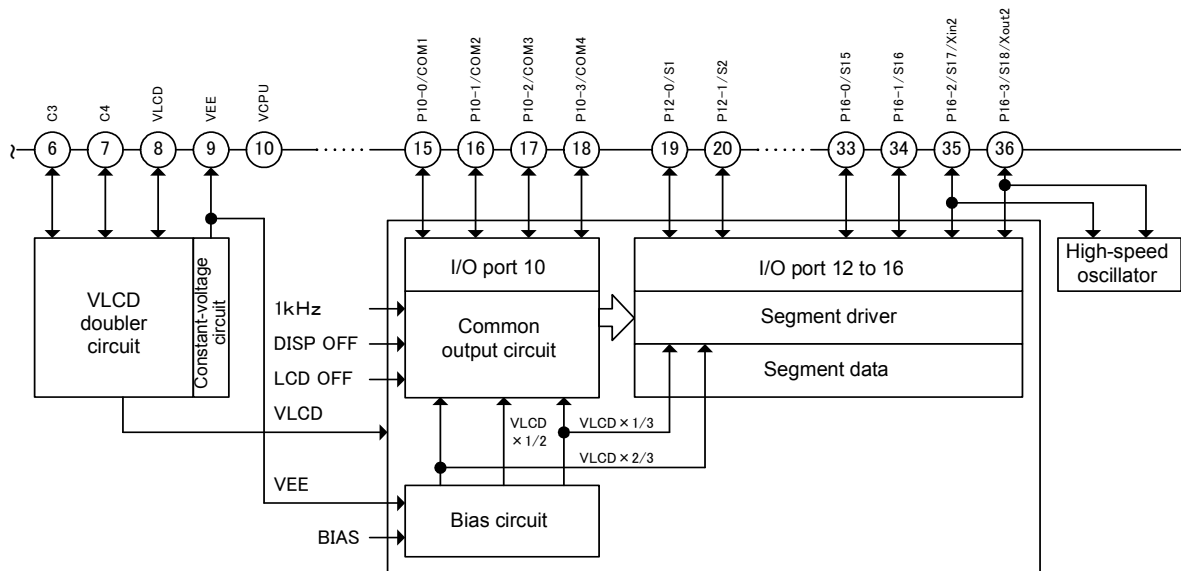 C3
C4
VLCD
VEE
VCPU
P10-0/COM1
P10-1/COM2
P10-2/COM3
P10-3/COM4
P12-0/S1
P12-1/S2
P16-0/S15
P16-1/S16
P16-2/S17/Xin2
P16-3/S18/Xout2
~ 6 7 8 9 10 ······ 15 16 17 18 19 20 ······ 33 34 35 36
VLCD
doubler
circuit
Constant-voltage
circuit
I/O port 10
Common
output circuit
I/O port 12 to 16
Segment driver
Segment data
High-speed
oscillator
1kHz
DISP OFF
LCD OFF
VLCD
VLCD
×1/2
VLCD×1/3
VLCD×2/3
VEE
BIAS
Bias circuit